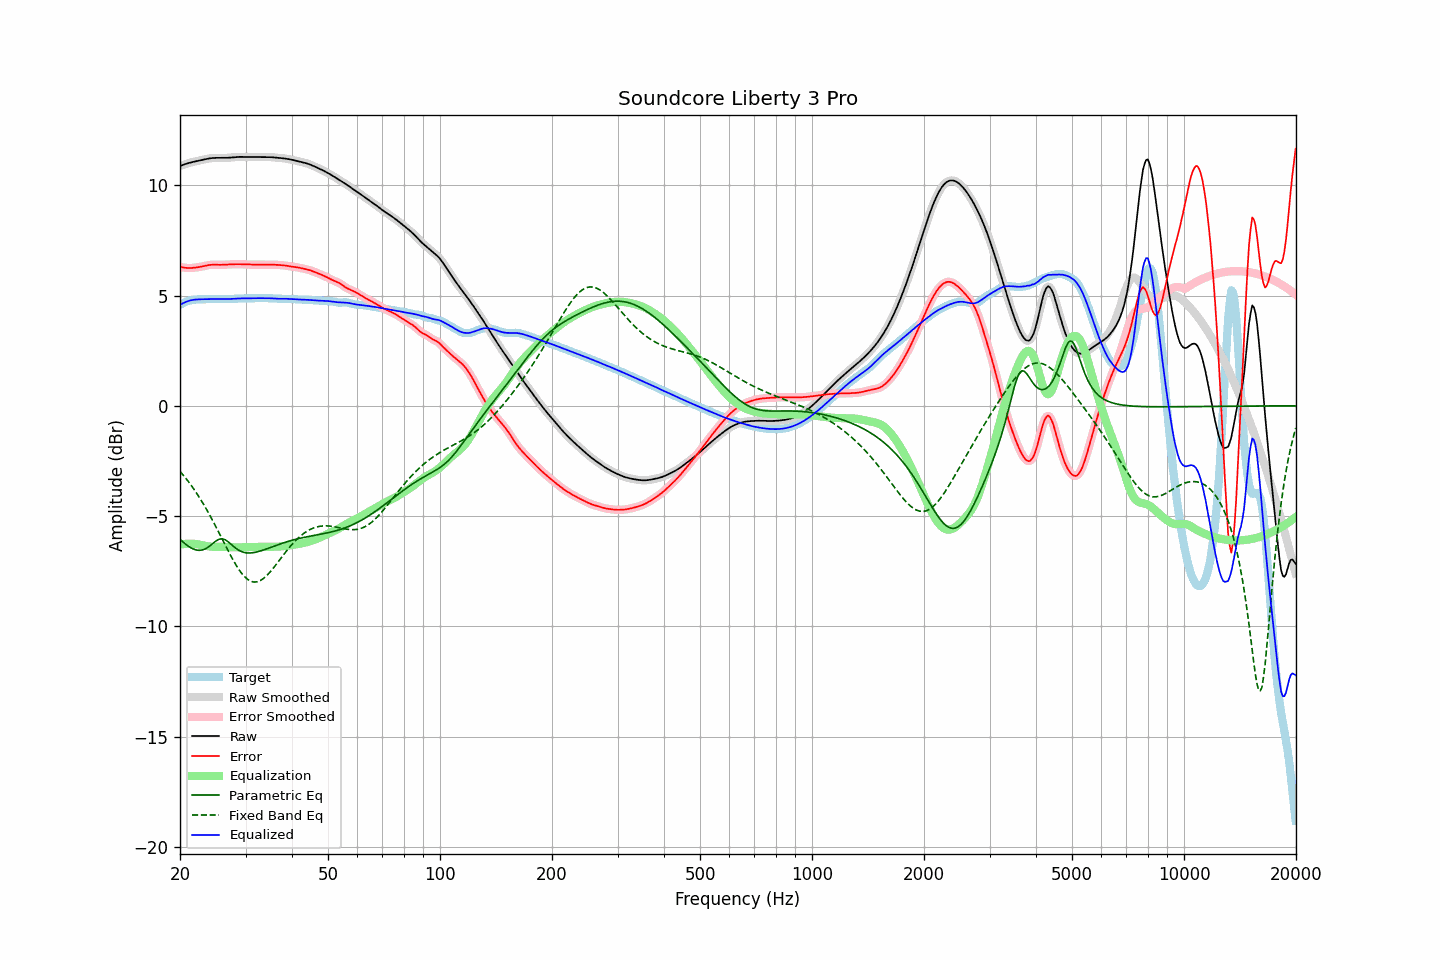 Soundcore Liberty 3 Pro
Amplitude (dBr)
10
5
0
−5
−10
−15
−20
Target
Raw Smoothed
Error Smoothed
Raw
Error
Equalization
Parametric Eq
Fixed Band Eq
Equalized
20 50 100 200 500 1000 2000 5000 10000 20000
Frequency (Hz)